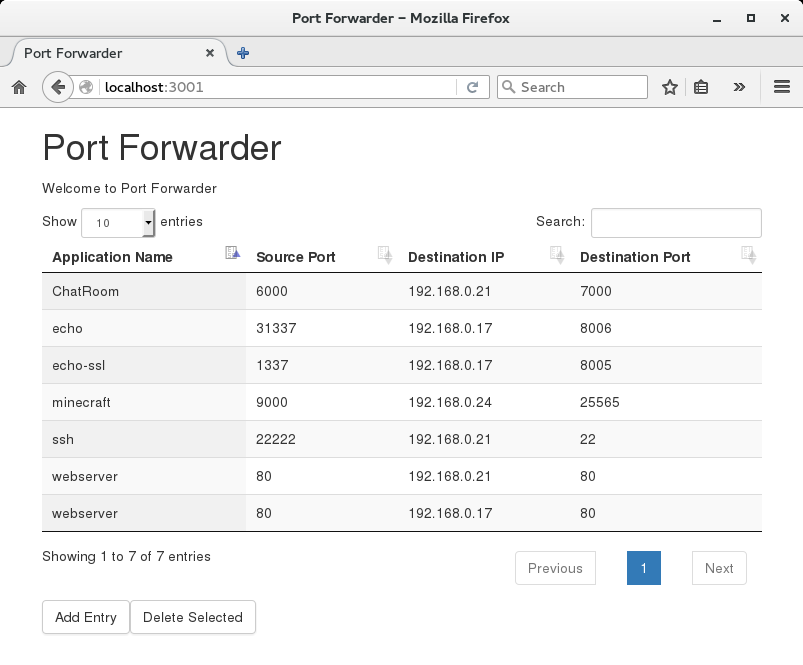 Port Forwarder - Mozilla Firefox
Port Forwarder
localhost:3001
Search
Port Forwarder
Welcome to Port Forwarder
Show 10 entries
Search:
Application Name Source Port Destination IP Destination Port
ChatRoom 6000 192.168.0.21 7000
echo 31337 192.168.0.17 8006
echo-ssl 1337 192.168.0.17 8005
minecraft 9000 192.168.0.24 25565
ssh 22222 192.168.0.21 22
webserver 80 192.168.0.21 80
webserver 80 192.168.0.17 80
Showing 1 to 7 of 7 entries
Previous 1 Next
Add Entry Delete Selected